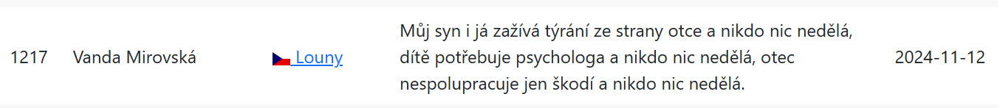 1217 Vanda Mirovská Louny Můj syn i já zažívá týrání ze strany otce a nikdo nic nedělá,
dítě potřebuje psychologa a nikdo nic nedělá, otec
nespolupracuje jen škodí a nikdo nic nedělá. 2024-11-12